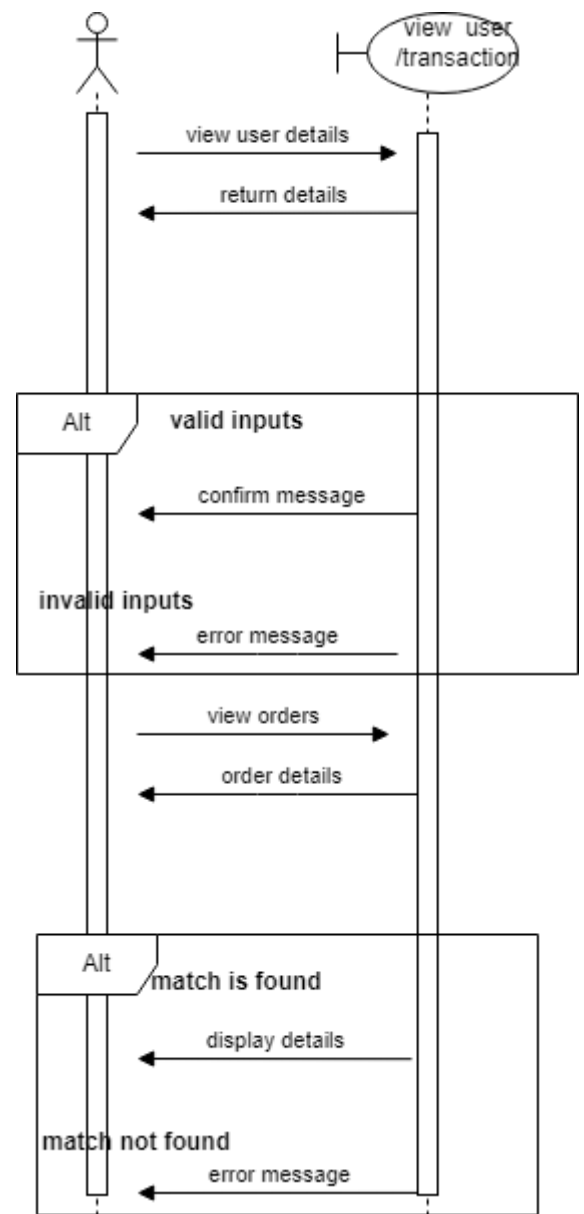 view user
/transaction
view user details
return details
Alt
valid inputs
confirm message
invalid inputs
error message
view orders
order details
Alt
match is found
display details
match not found
error message